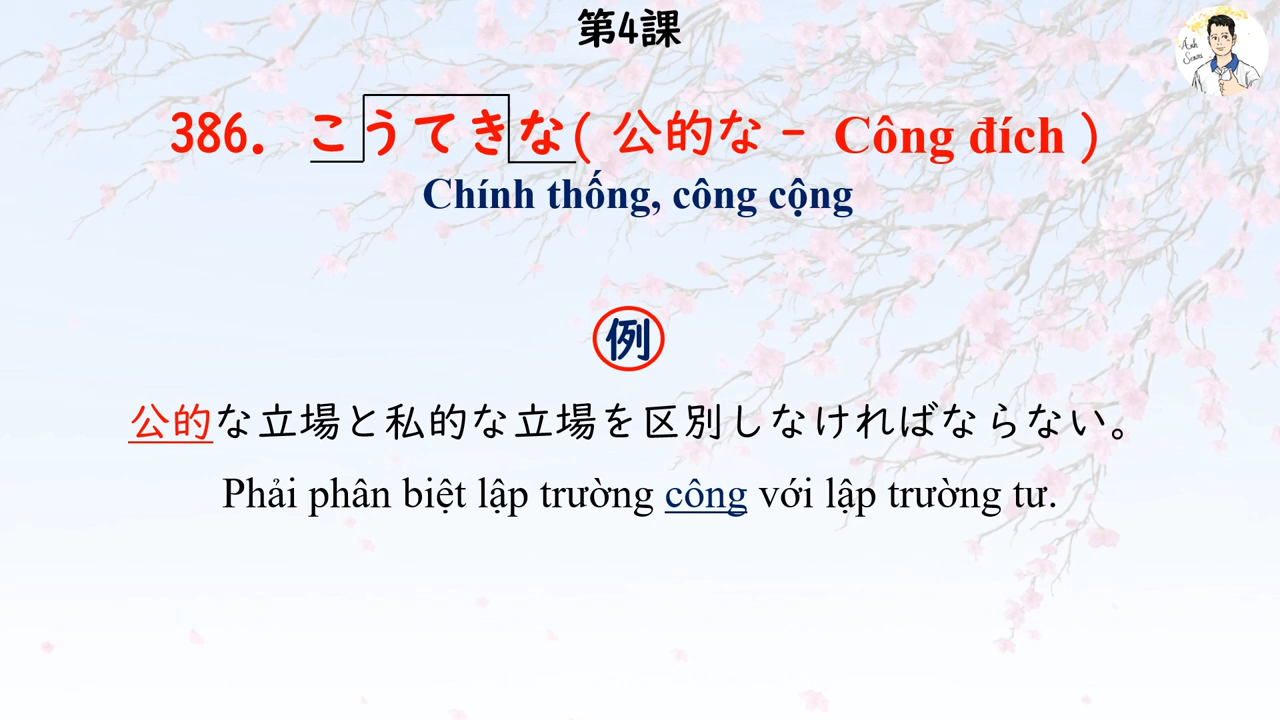 第4課
386. こうてきな( 公的な - Công đích )
Chính thống, công cộng
例
公的な立場と私的な立場を区別しなければならない。
Phải phân biệt lập trường công với lập trường tư.
Anh
Sensei